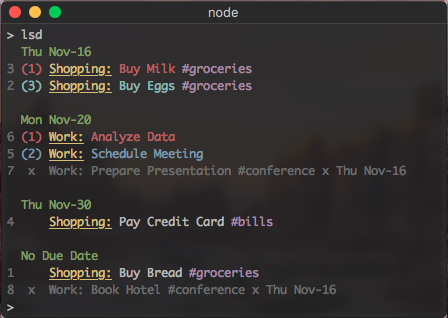 node
> lsd
Thu Nov-16
3 (1) Shopping: Buy Milk #groceries
2 (3) Shopping: Buy Eggs #groceries
Mon Nov-20
6 (1) Work: Analyze Data
5 (2) Work: Schedule Meeting
7 x Work: Prepare Presentation #conference x Thu Nov-16
Thu Nov-30
4 Shopping: Pay Credit Card #bills
No Due Date
1 Shopping: Buy Bread #groceries
8 x Work: Book Hotel #conference x Thu Nov-16
>